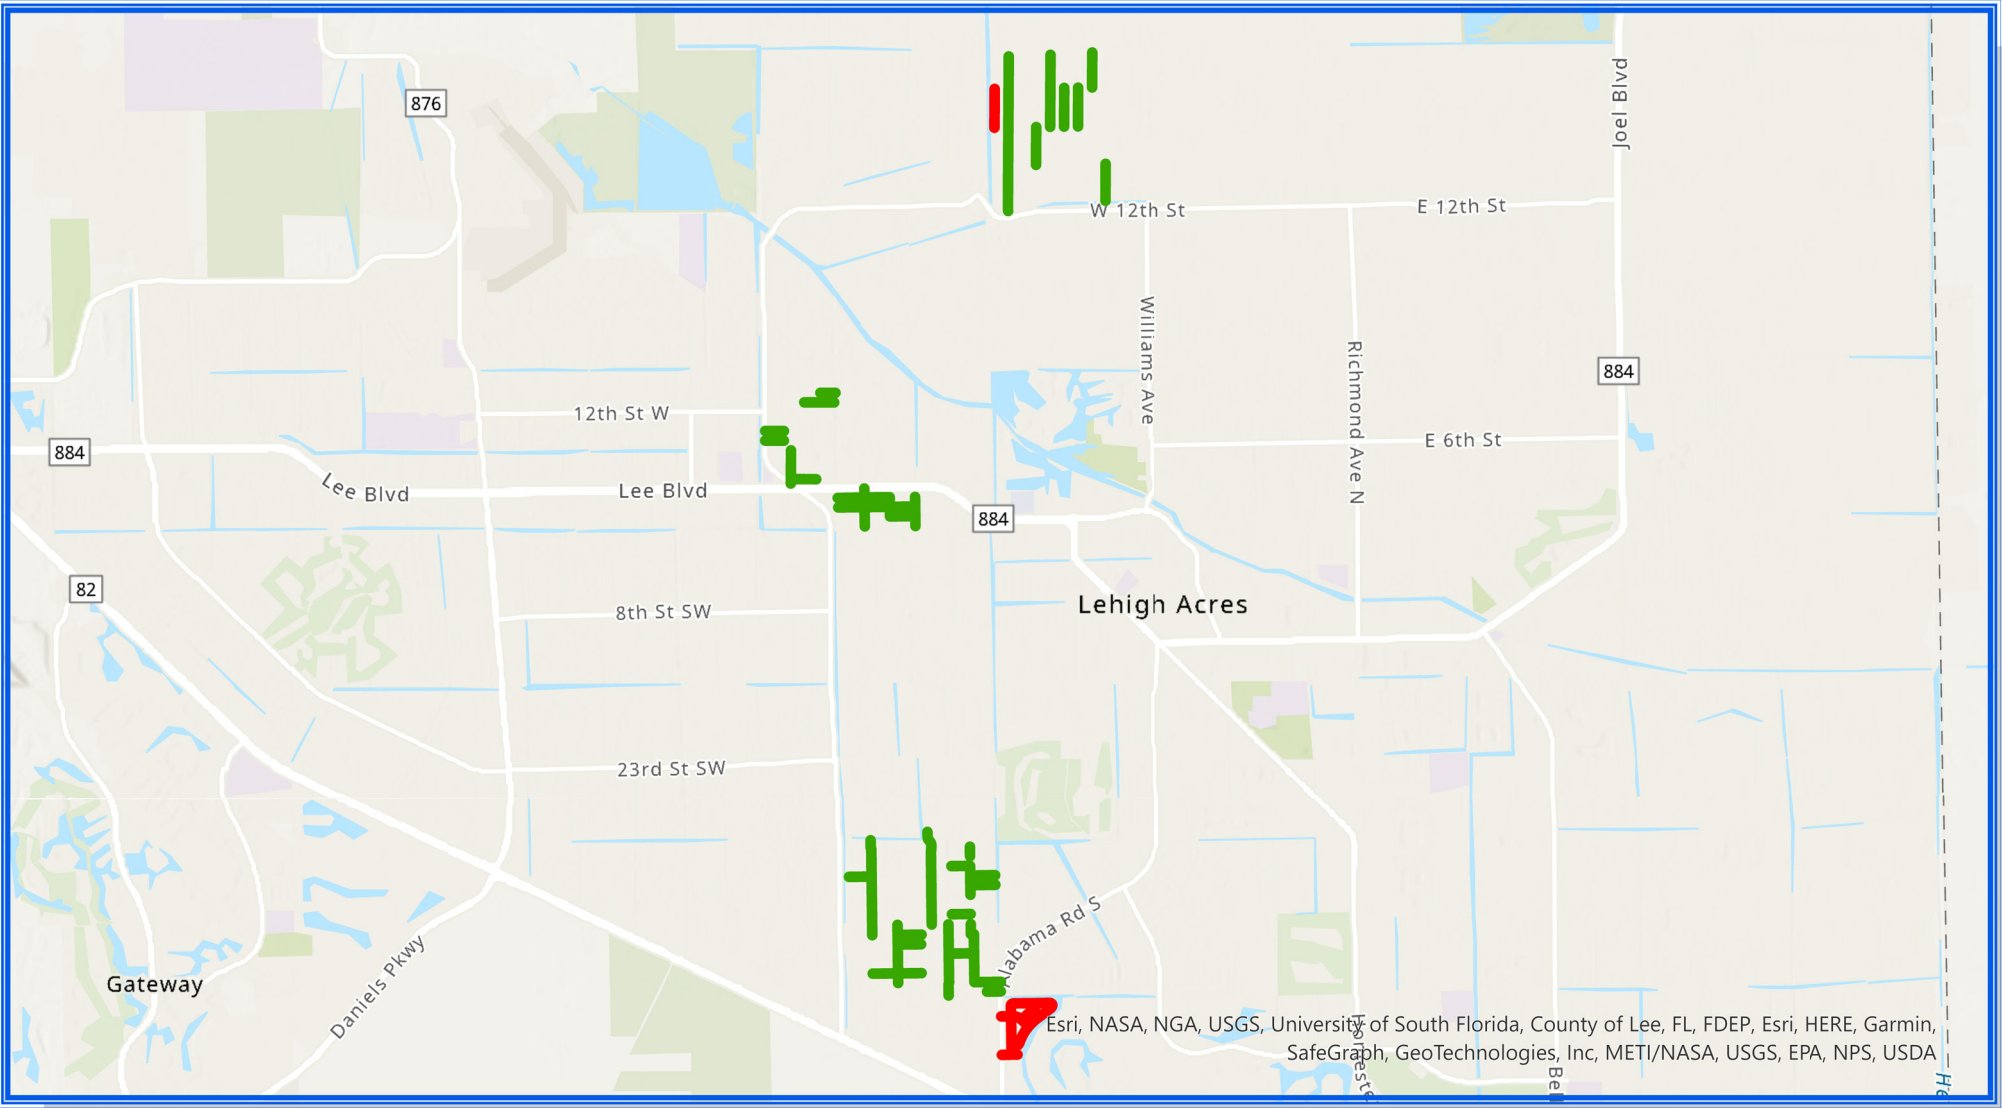 Joel Blvd
876
W 12th St
E 12th St
Williams Ave
Richmond Ave N
884
12th St W
E 6th St
884
Lee Blvd
Lee Blvd
884
82
8th St SW
Lehigh Acres
23rd St SW
Alabama Rd S
Gateway
Daniels Pkwy
Esri, NASA, NGA, USGS, University of South Florida, County of Lee, FL, FDEP, Esri, HERE, Garmin,
SafeGraph, GeoTechnologies, Inc, METI/NASA, USGS, EPA, NPS, USDA
Bel
He